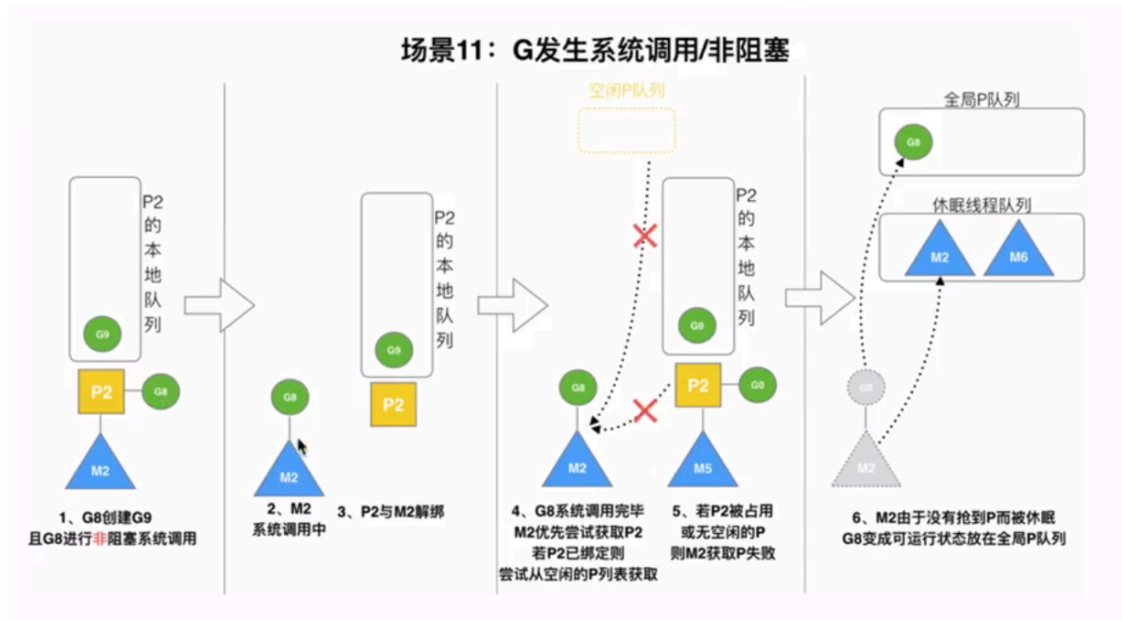 场景11：G发生系统调用/非阻塞
P2的本地队列
G9
P2
G8
M2
1、G8创建G9
且G8进行非阻塞系统调用
P2的本地队列
G9
G8
P2
M2
2、M2
系统调用中
3、P2与M2解绑
空闲P队列
P2的本地队列
G9
G8
P2
G0
M2
M5
4、G8系统调用完毕
M2优先尝试获取P2
若P2已绑定则
尝试从空闲的P列表获取
5、若P2被占用
或无空闲的P
则M2获取P失败
全局P队列
G8
休眠线程队列
M2
M6
G8
M2
6、M2由于没有抢到P而被休眠
G8变成可运行状态放在全局P队列